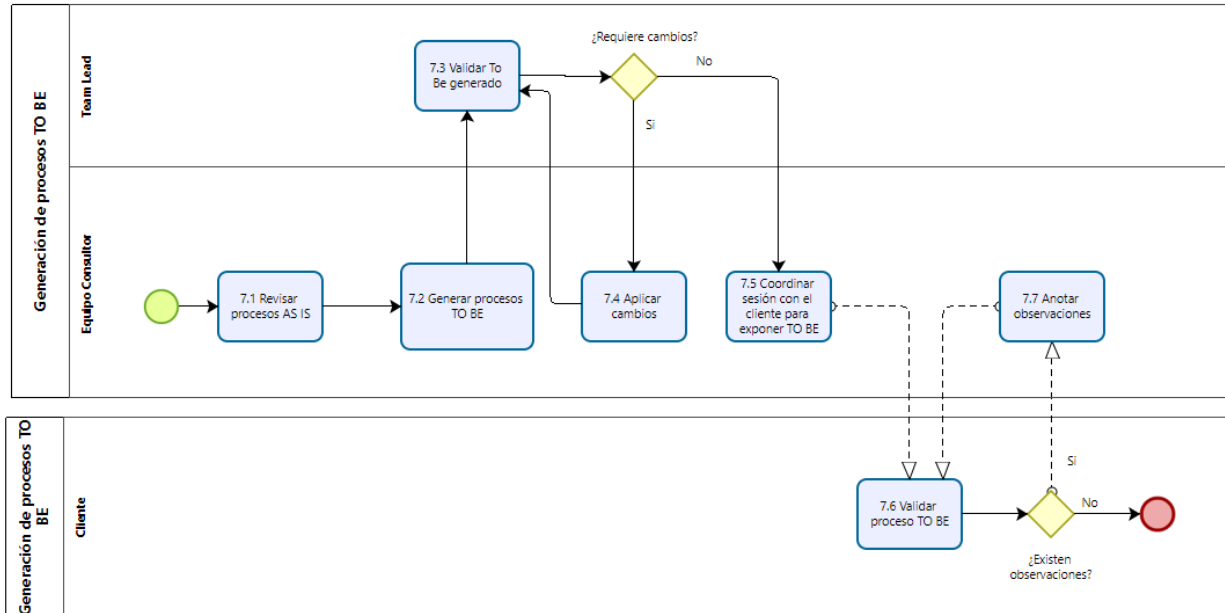 Generación de procesos TO BE
Team Lead
¿Requiere cambios?
7.3 Validar To
Be generado
No
Si
Equipo Consultor
7.1 Revisar
procesos AS IS
7.2 Generar procesos
TO BE
7.4 Aplicar
cambios
7.5 Coordinar
sesión con el
cliente para
exponer TO BE
7.7 Anotar
observaciones
Generación de procesos TO
BE
Cliente
Si
7.6 Validar
proceso TO BE
No
¿Existen
observaciones?